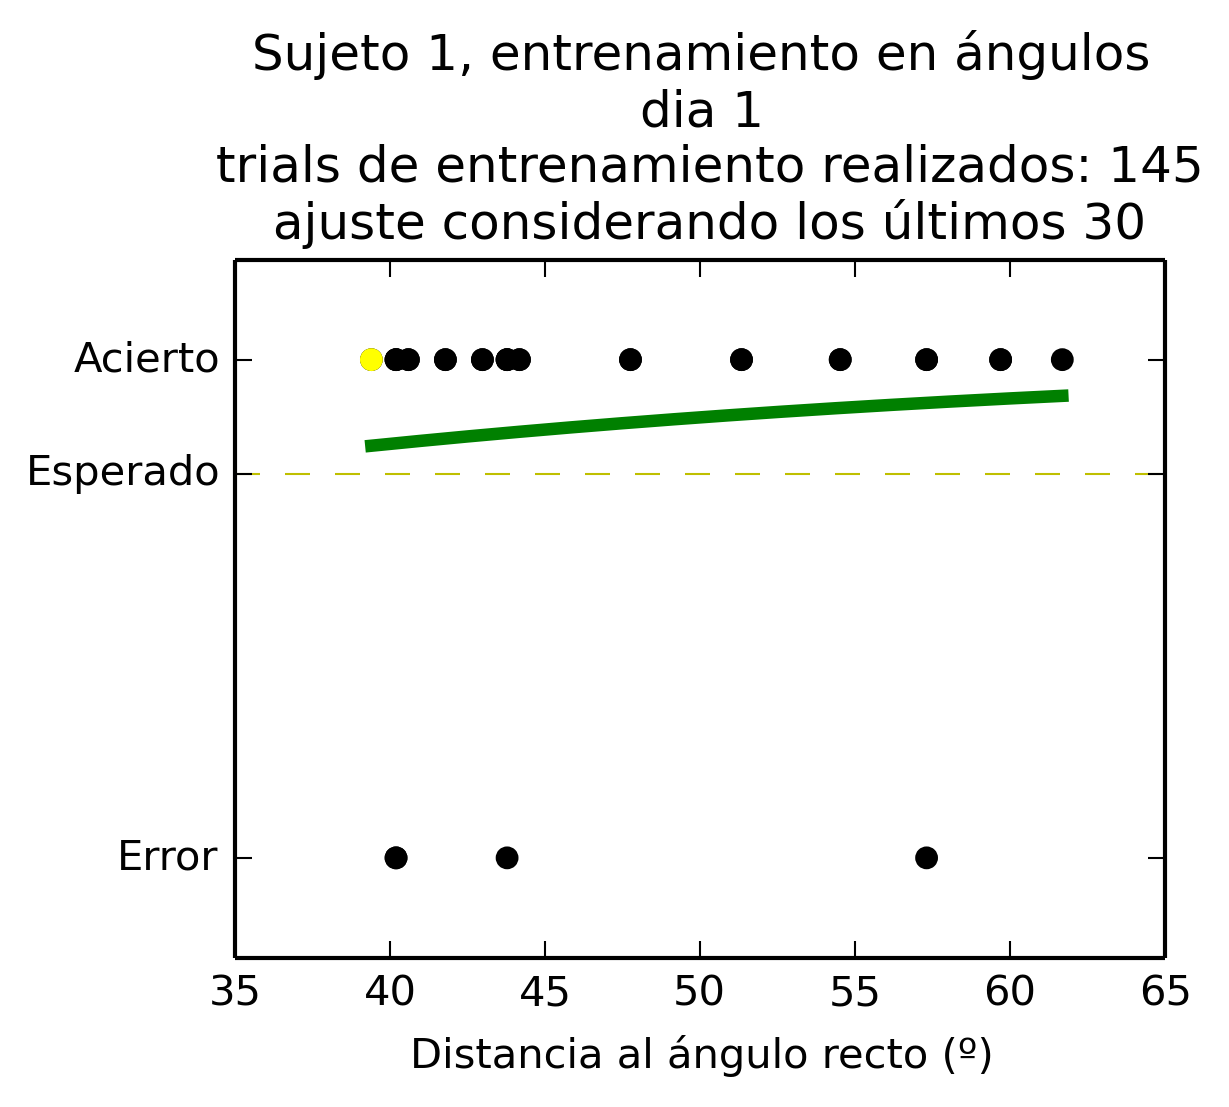 Sujeto 1, entrenamiento en ángulos
dia 1
trials de entrenamiento realizados: 145
ajuste considerando los últimos 30
Acierto
Esperado
Error
35 40 45 50 55 60 65
Distancia al ángulo recto (º)